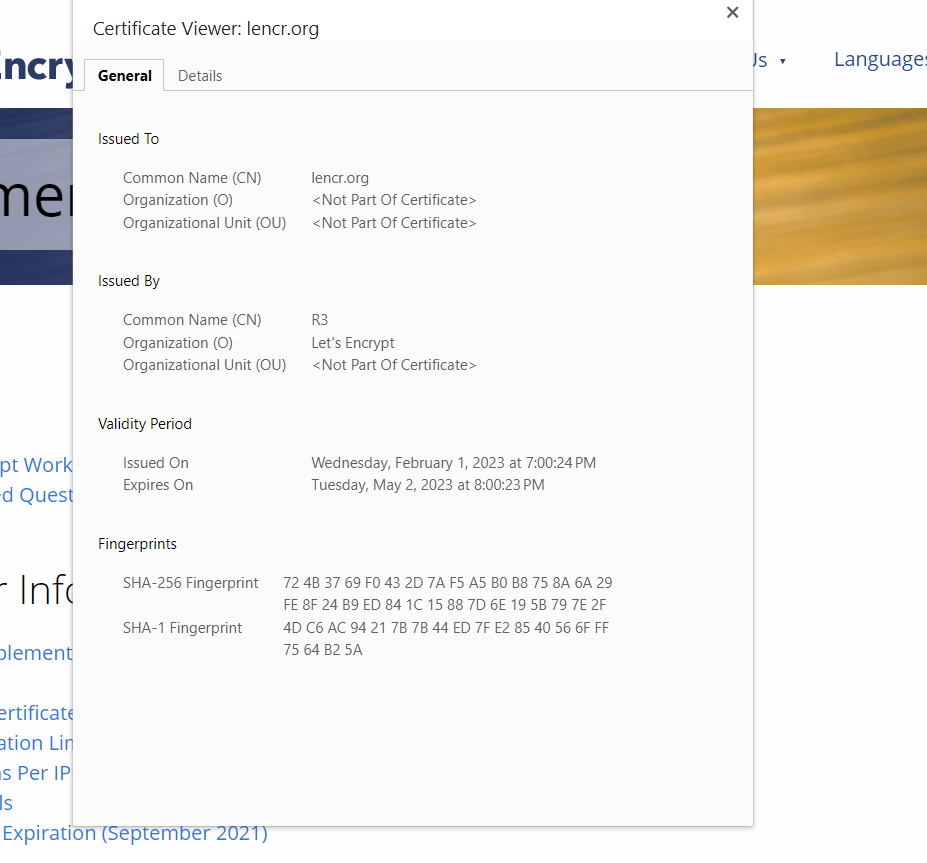 Certificate Viewer: lencr.org
General Details
Issued To
Common Name (CN) lencr.org
Organization (O) <Not Part Of Certificate>
Organizational Unit (OU) <Not Part Of Certificate>
Issued By
Common Name (CN) R3
Organization (O) Let's Encrypt
Organizational Unit (OU) <Not Part Of Certificate>
Validity Period
Issued On Wednesday, February 1, 2023 at 7:00:24 PM
Expires On Tuesday, May 2, 2023 at 8:00:23 PM
Fingerprints
SHA-256 Fingerprint 72 4B 37 69 F0 43 2D 7A F5 A5 B0 B8 75 8A 6A 29
FE 8F 24 B9 ED 84 1C 15 88 7D 6E 19 5B 79 7E 2F
SHA-1 Fingerprint 4D C6 AC 94 21 7B 7B 44 ED 7F E2 85 40 56 6F FF
75 64 B2 5A
Us
Languages
pt Work
ed Quest
r Info
plement
ertificate
ation Lim
s Per IP
ls
Expiration (September 2021)